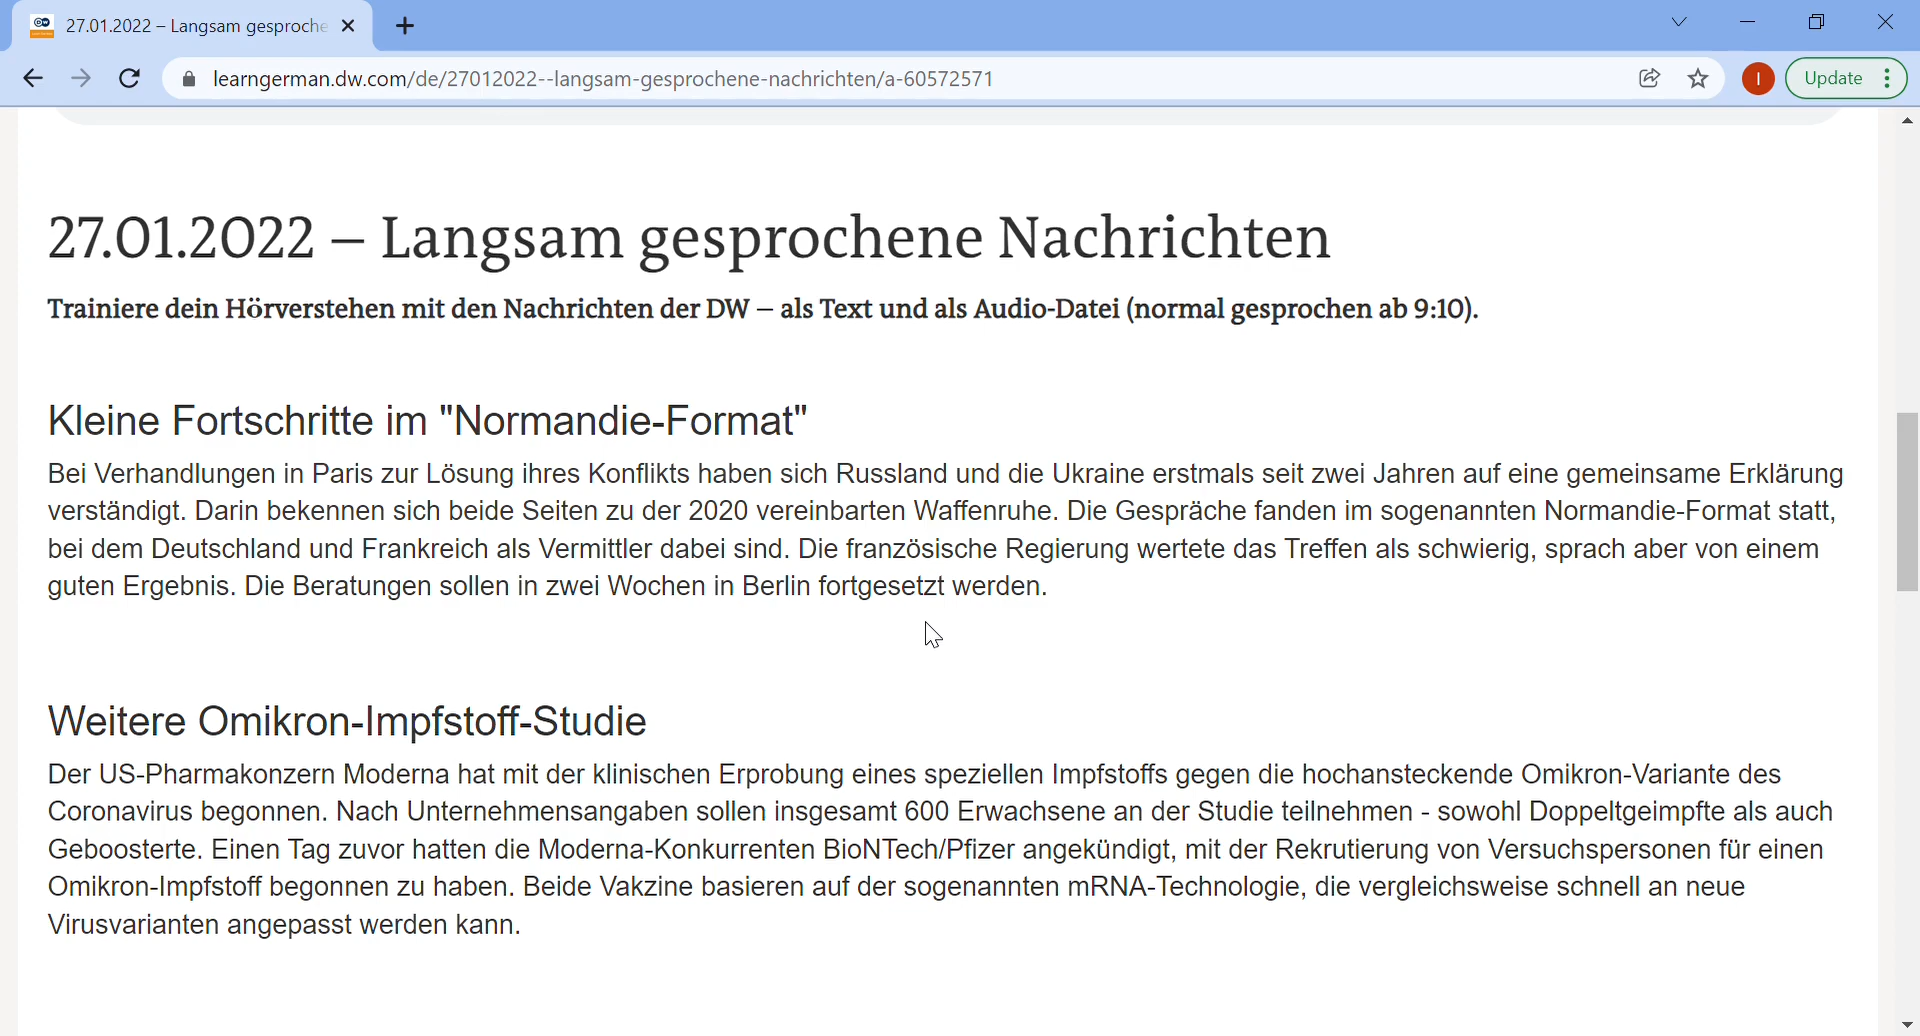 27.01.2022 – Langsam gesproche
learngerman.dw.com/de/27012022--langsam-gesprochene-nachrichten/a-60572571
I
Update
27.01.2022 – Langsam gesprochene Nachrichten
Trainiere dein Hörverstehen mit den Nachrichten der DW – als Text und als Audio-Datei (normal gesprochen ab 9:10).
Kleine Fortschritte im "Normandie-Format"
Bei Verhandlungen in Paris zur Lösung ihres Konflikts haben sich Russland und die Ukraine erstmals seit zwei Jahren auf eine gemeinsame Erklärung
verständigt. Darin bekennen sich beide Seiten zu der 2020 vereinbarten Waffenruhe. Die Gespräche fanden im sogenannten Normandie-Format statt,
bei dem Deutschland und Frankreich als Vermittler dabei sind. Die französische Regierung wertete das Treffen als schwierig, sprach aber von einem
guten Ergebnis. Die Beratungen sollen in zwei Wochen in Berlin fortgesetzt werden.
Weitere Omikron-Impfstoff-Studie
Der US-Pharmakonzern Moderna hat mit der klinischen Erprobung eines speziellen Impfstoffs gegen die hochansteckende Omikron-Variante des
Coronavirus begonnen. Nach Unternehmensangaben sollen insgesamt 600 Erwachsene an der Studie teilnehmen - sowohl Doppeltgeimpfte als auch
Geboosterte. Einen Tag zuvor hatten die Moderna-Konkurrenten BioNTech/Pfizer angekündigt, mit der Rekrutierung von Versuchspersonen für einen
Omikron-Impfstoff begonnen zu haben. Beide Vakzine basieren auf der sogenannten mRNA-Technologie, die vergleichsweise schnell an neue
Virusvarianten angepasst werden kann.